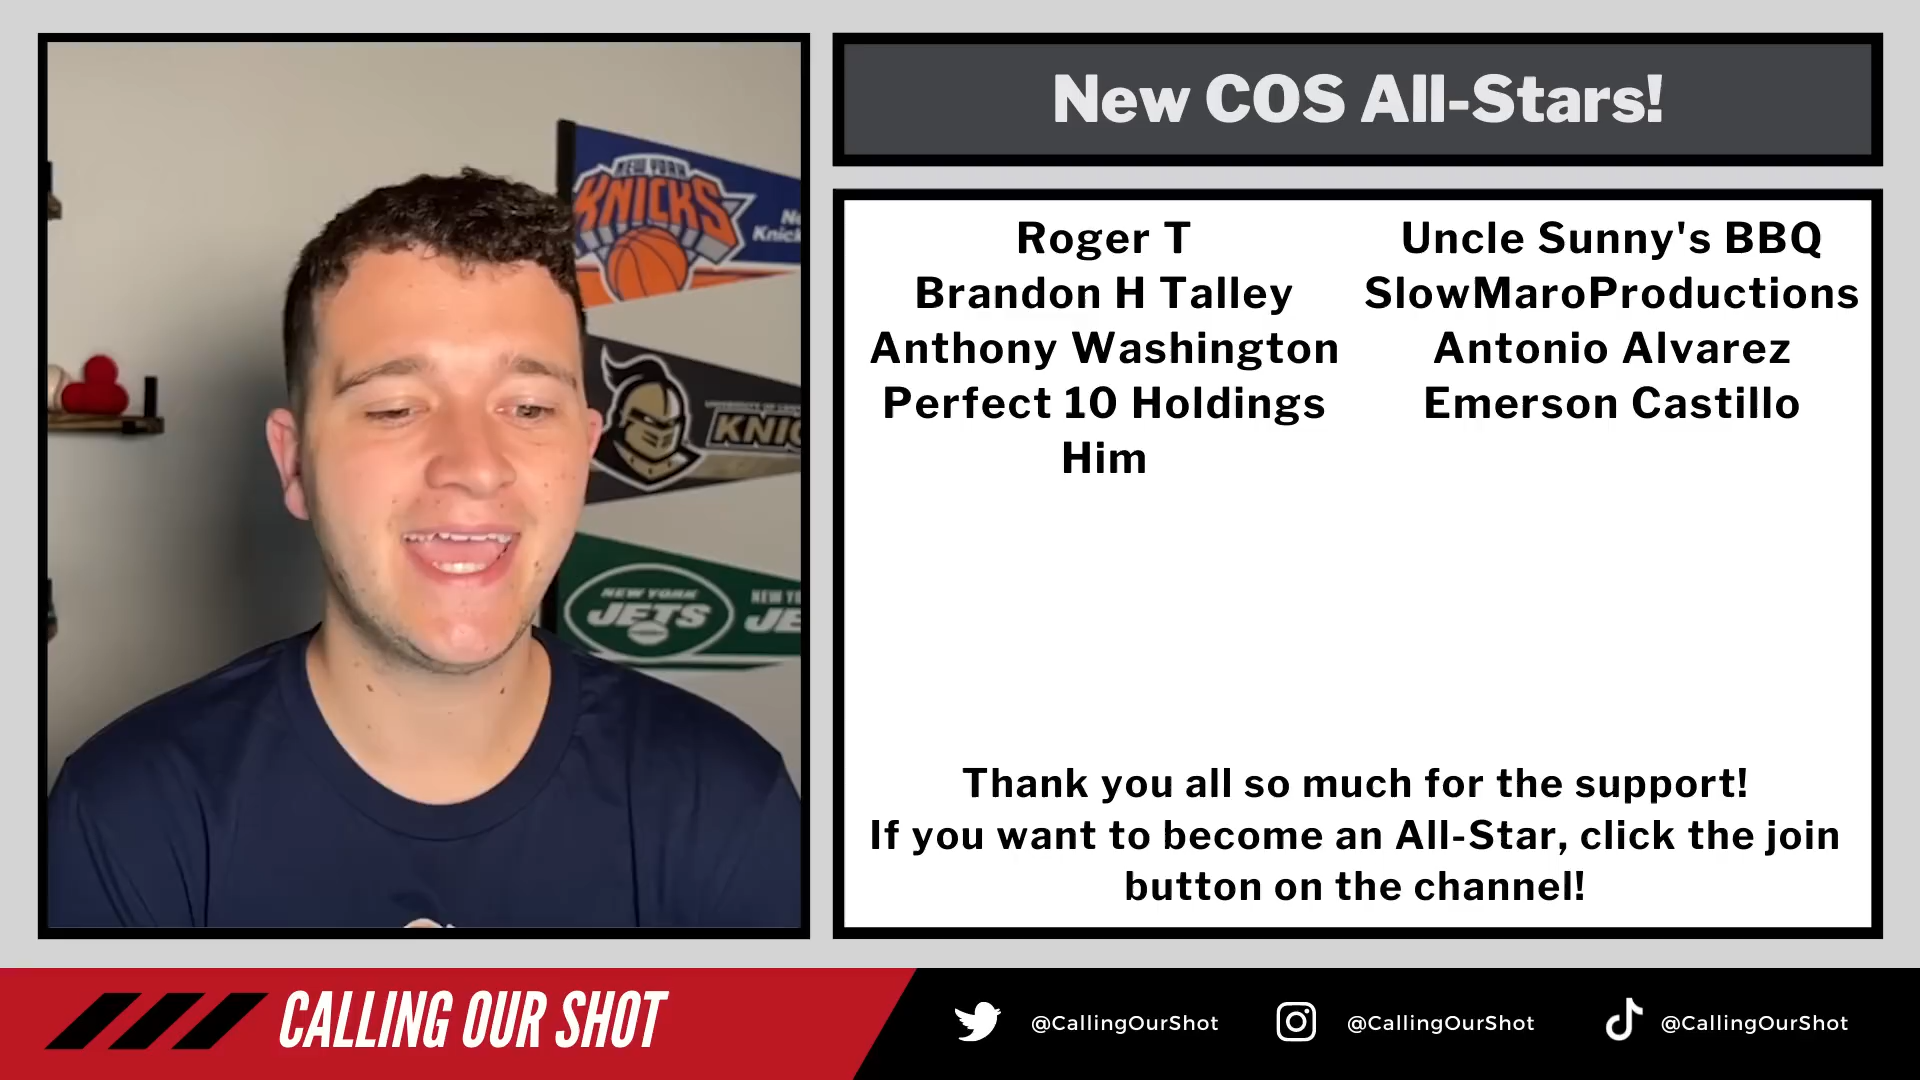 New COS All-Stars!
NEW YORK
KNICKS
KNIC
NEW YORK
JETS
Roger T
Brandon H Talley
Anthony Washington
Perfect 10 Holdings
Him
Uncle Sunny's BBQ
SlowMaroProductions
Antonio Alvarez
Emerson Castillo
Thank you all so much for the support!
If you want to become an All-Star, click the join
button on the channel!
CALLING OUR SHOT
@CallingOurShot
@CallingOurShot
@CallingOurShot